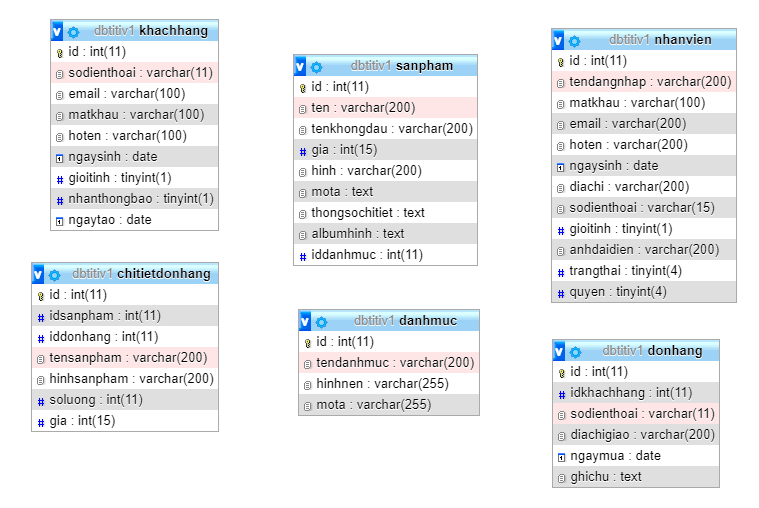 dbtitiv1 khachhang
id : int(11)
sodienthoai : varchar(11)
email : varchar(100)
matkhau : varchar(100)
hoten : varchar(100)
ngaysinh : date
gioitinh : tinyint(1)
nhanthongbao : tinyint(1)
ngaytao : date
dbtitiv1 sanpham
id : int(11)
ten : varchar(200)
tenkhongdau : varchar(200)
gia : int(15)
hinh : varchar(200)
mota : text
thongsochitiet : text
albumhinh : text
iddanhmuc : int(11)
dbtitiv1 nhanvien
id : int(11)
tendangnhap : varchar(200)
matkhau : varchar(100)
email : varchar(200)
hoten : varchar(200)
ngaysinh : date
diachi : varchar(200)
sodienthoai : varchar(15)
gioitinh : tinyint(1)
anhdaidien : varchar(200)
trangthai : tinyint(4)
quyen : tinyint(4)
dbtitiv1 chitietdonhang
id : int(11)
idsanpham : int(11)
iddonhang : int(11)
tensanpham : varchar(200)
hinhsanpham : varchar(200)
soluong : int(11)
gia : int(15)
dbtitiv1 danhmuc
id : int(11)
tendanhmuc : varchar(200)
hinhnen : varchar(255)
mota : varchar(255)
dbtitiv1 donhang
id : int(11)
idkhachhang : int(11)
sodienthoai : varchar(11)
diachigiao : varchar(200)
ngaymua : date
ghichu : text